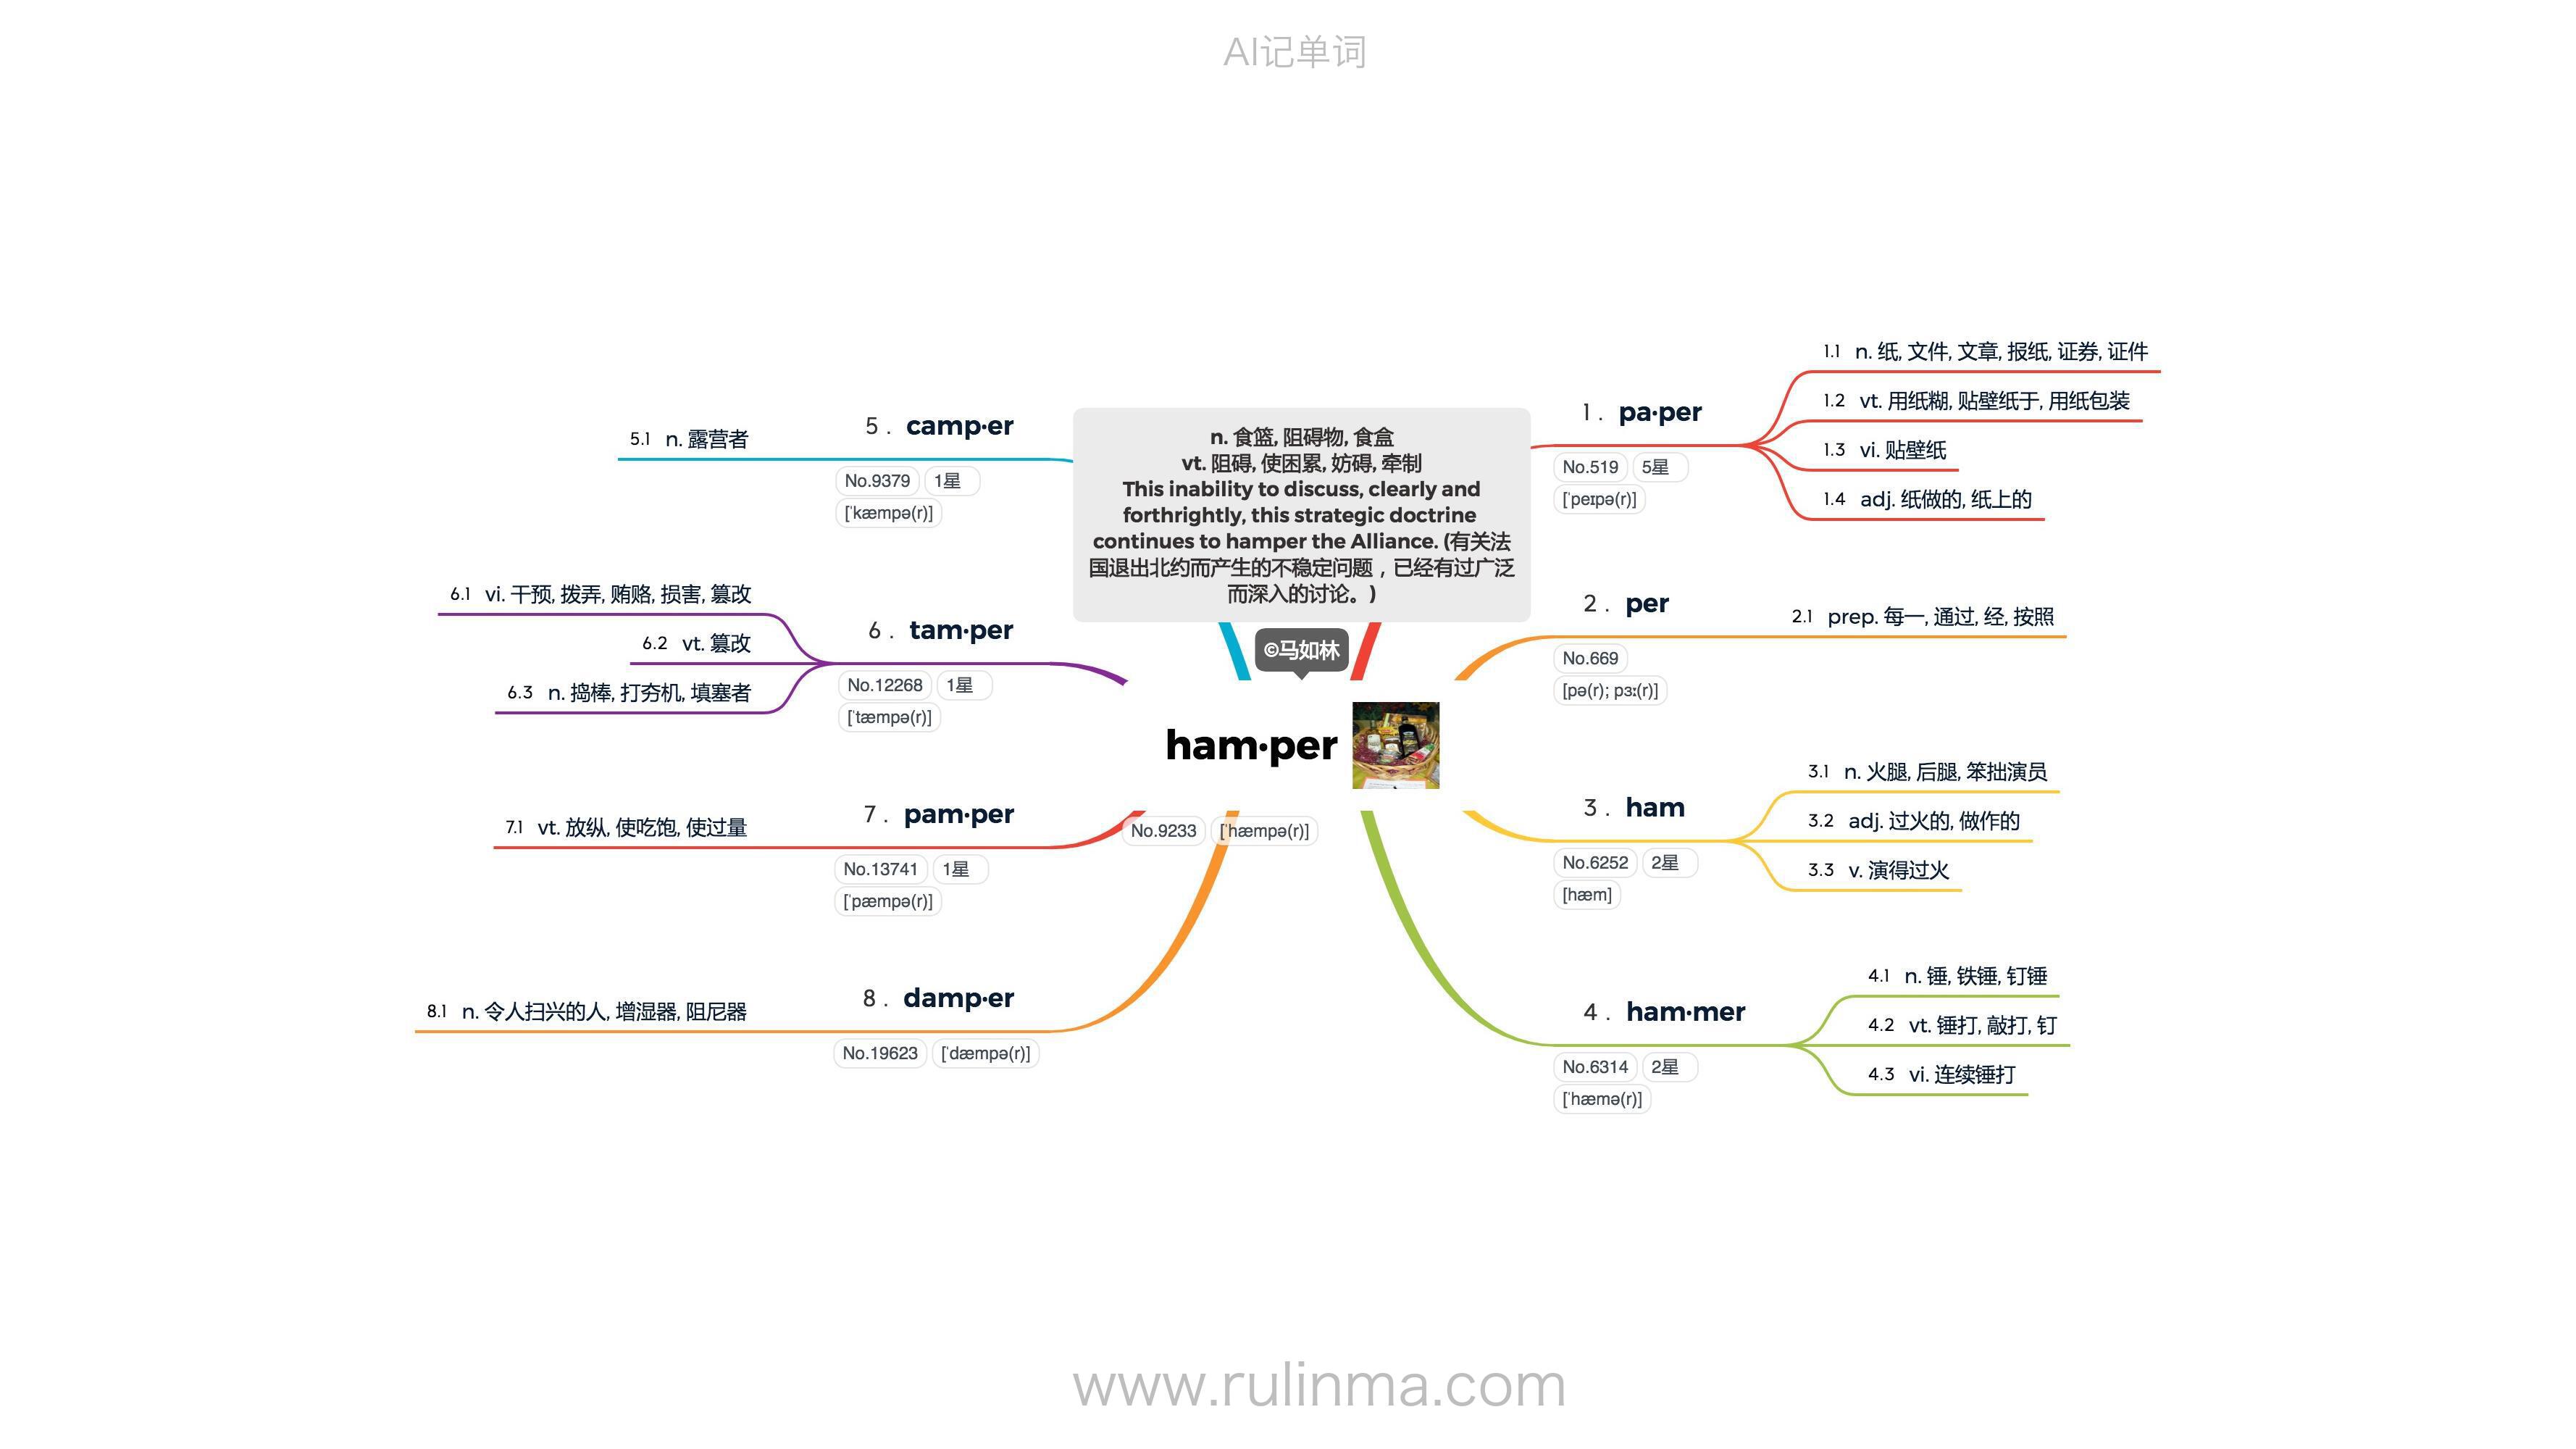 AI记单词
n. 食篮, 阻碍物, 食盒
vt. 阻碍, 使困累, 妨碍, 牵制
This inability to discuss, clearly and
forthrightly, this strategic doctrine
continues to hamper the Alliance. (有关法
国退出北约而产生的不稳定问题，已经有过广泛
而深入的讨论。)
©马如林
ham·per
No.9233 [ˈhæmpə(r)]
1. pa·per
No.519 5星
[ˈpeɪpə(r)]
1.1 n. 纸, 文件, 文章, 报纸, 证券, 证件
1.2 vt. 用纸糊, 贴壁纸于, 用纸包装
1.3 vi. 贴壁纸
1.4 adj. 纸做的, 纸上的
2. per
No.669
[pə(r); pɜː(r)]
2.1 prep. 每一, 通过, 经, 按照
3. ham
No.6252 2星
[hæm]
3.1 n. 火腿, 后腿, 笨拙演员
3.2 adj. 过火的, 做作的
3.3 v. 演得过火
4. ham·mer
No.6314 2星
[ˈhæmə(r)]
4.1 n. 锤, 铁锤, 钉锤
4.2 vt. 锤打, 敲打, 钉
4.3 vi. 连续锤打
5. camp·er
No.9379 1星
[ˈkæmpə(r)]
5.1 n. 露营者
6. tam·per
No.12268 1星
[ˈtæmpə(r)]
6.1 vi. 干预, 拨弄, 贿赂, 损害, 篡改
6.2 vt. 篡改
6.3 n. 捣棒, 打夯机, 填塞者
7. pam·per
No.13741 1星
[ˈpæmpə(r)]
7.1 vt. 放纵, 使吃饱, 使过量
8. damp·er
No.19623 [ˈdæmpə(r)]
8.1 n. 令人扫兴的人, 增湿器, 阻尼器
www.rulinma.com